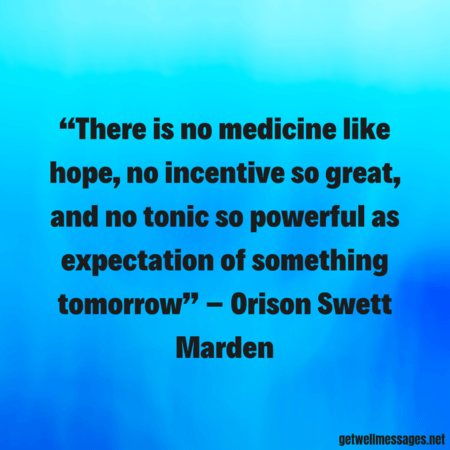 “There is no medicine like
hope, no incentive so great,
and no tonic so powerful as
expectation of something
tomorrow” – Orison Swett
Marden
getwellmessages.net